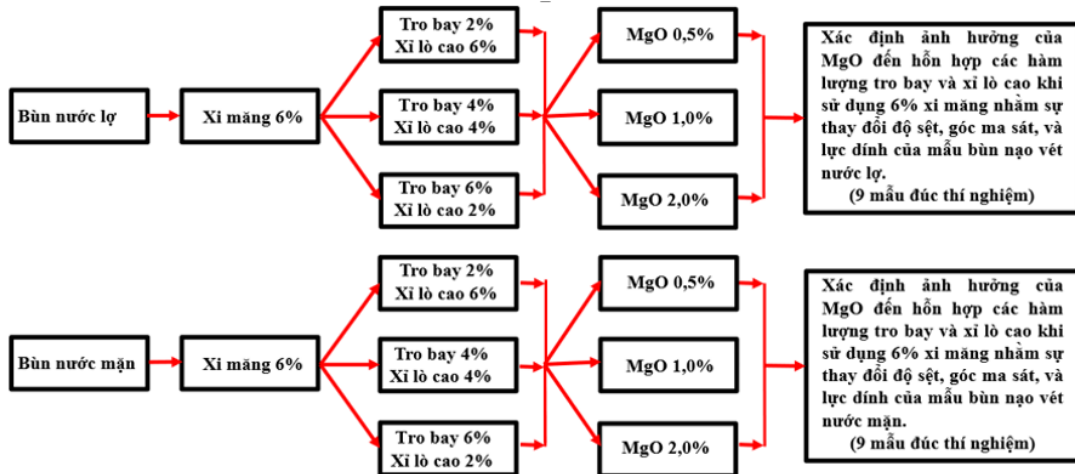 Bùn nước lợ
Xi măng 6%
Tro bay 2%
Xỉ lò cao 6%
Tro bay 4%
Xỉ lò cao 4%
Tro bay 6%
Xỉ lò cao 2%
MgO 0,5%
MgO 1,0%
MgO 2,0%
Xác định ảnh hưởng của
MgO đến hỗn hợp các hàm
lượng tro bay và xỉ lò cao khi
sử dụng 6% xi măng nhằm sự
thay đổi độ sệt, góc ma sát, và
lực dính của mẫu bùn nạo vét
nước lợ.
(9 mẫu đúc thí nghiệm)
Bùn nước mặn
Xi măng 6%
Tro bay 2%
Xỉ lò cao 6%
Tro bay 4%
Xỉ lò cao 4%
Tro bay 6%
Xỉ lò cao 2%
MgO 0,5%
MgO 1,0%
MgO 2,0%
Xác định ảnh hưởng của
MgO đến hỗn hợp các hàm
lượng tro bay và xỉ lò cao khi
sử dụng 6% xi măng nhằm sự
thay đổi độ sệt, góc ma sát, và
lực dính của mẫu bùn nạo vét
nước mặn.
(9 mẫu đúc thí nghiệm)